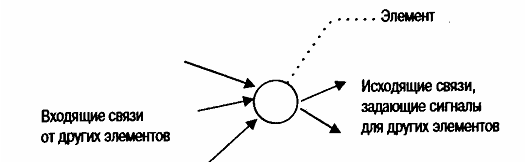 Элемент
Входящие связи
от других элементов
Исходящие связи,
задающие сигналы
для других элементов